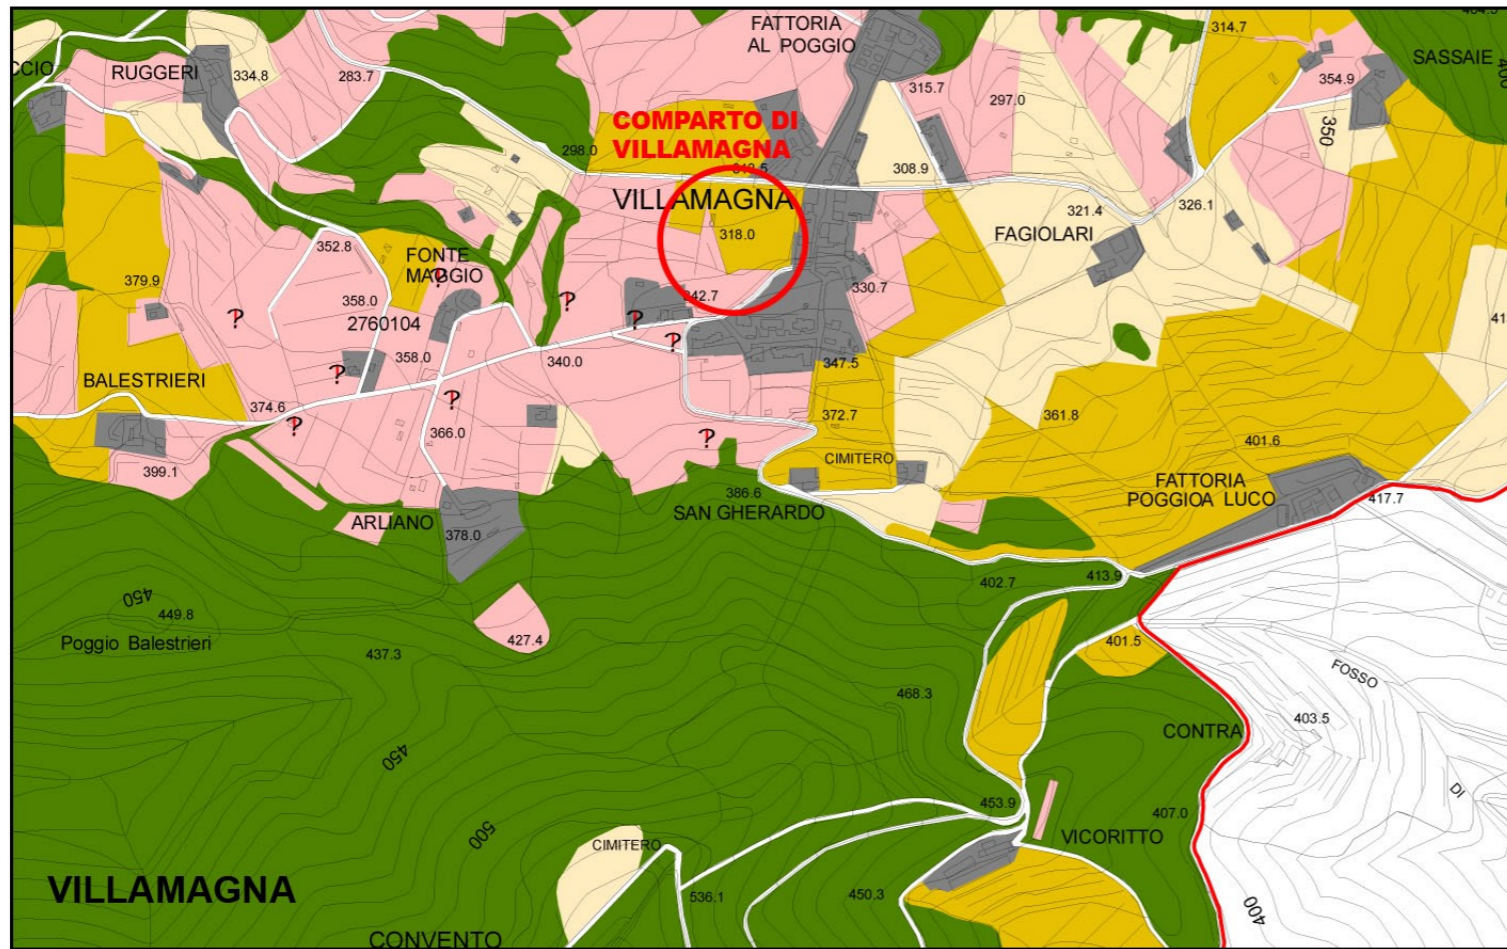 FATTORIA
AL POGGIO
314.7
SASSAIE
RUGGERI
334.8
283.7
315.7
297.0
354.9
350
COMPARTO DI
VILLAMAGNA
298.0
308.9
VILLAMAGNA
318.0
321.4
326.1
FAGIOLARI
352.8
FONTE
MAGGIO
379.9
358.0
2760104
358.0
342.7
330.7
340.0
347.5
BALESTRIERI
374.6
366.0
372.7
361.8
401.6
399.1
CIMITERO
FATTORIA
POGGIOA LUCO
417.7
386.6
SAN GHERARDO
ARLIANO
378.0
402.7
413.9
450
449.8
Poggio Balestrieri
437.3
427.4
401.5
468.3
FOSSO
403.5
CONTRA
450
DI
453.9
407.0
VICORITTO
500
CIMITERO
VILLAMAGNA
536.1
450.3
400
CONVENTO